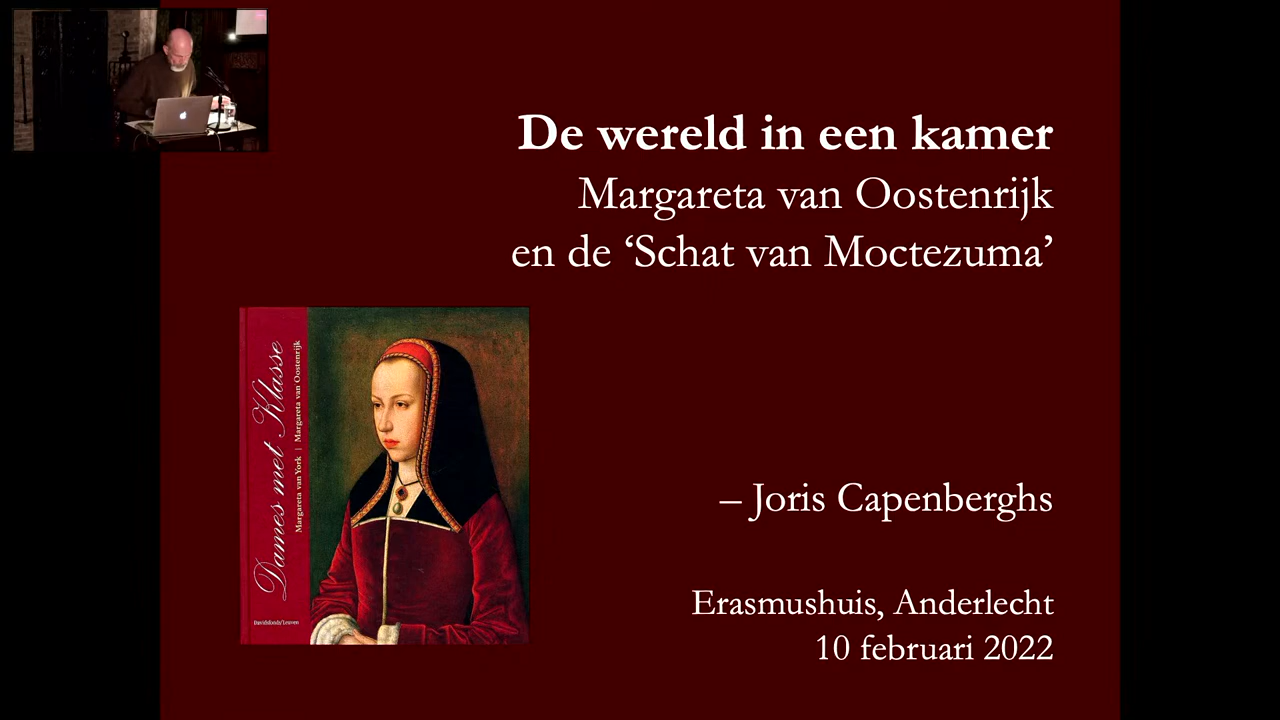 De wereld in een kamer
Margareta van Oostenrijk
en de ‘Schat van Moctezuma’
Dames met Klasse
Margareta van York | Margareta van Oostenrijk
Davidsfonds/Leuven
– Joris Capenberghs
Erasmushuis, Anderlecht
10 februari 2022